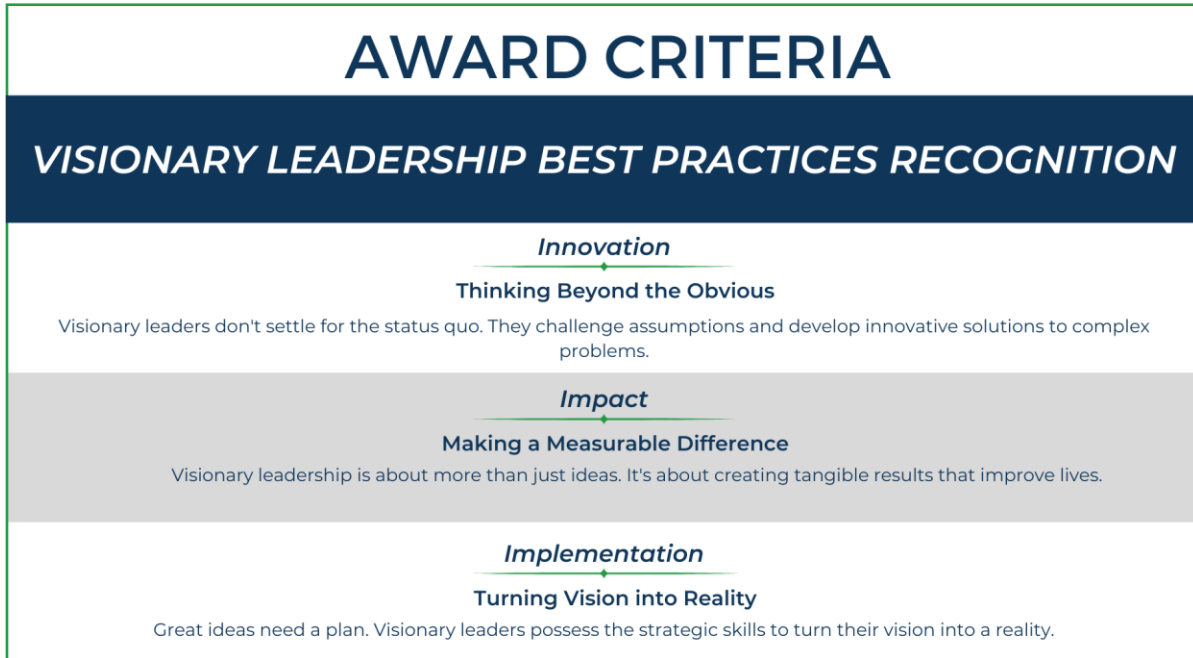 AWARD CRITERIA
VISIONARY LEADERSHIP BEST PRACTICES RECOGNITION
Innovation
Thinking Beyond the Obvious
Visionary leaders don't settle for the status quo. They challenge assumptions and develop innovative solutions to complex
problems.
Impact
Making a Measurable Difference
Visionary leadership is about more than just ideas. It's about creating tangible results that improve lives.
Implementation
Turning Vision into Reality
Great ideas need a plan. Visionary leaders possess the strategic skills to turn their vision into a reality.